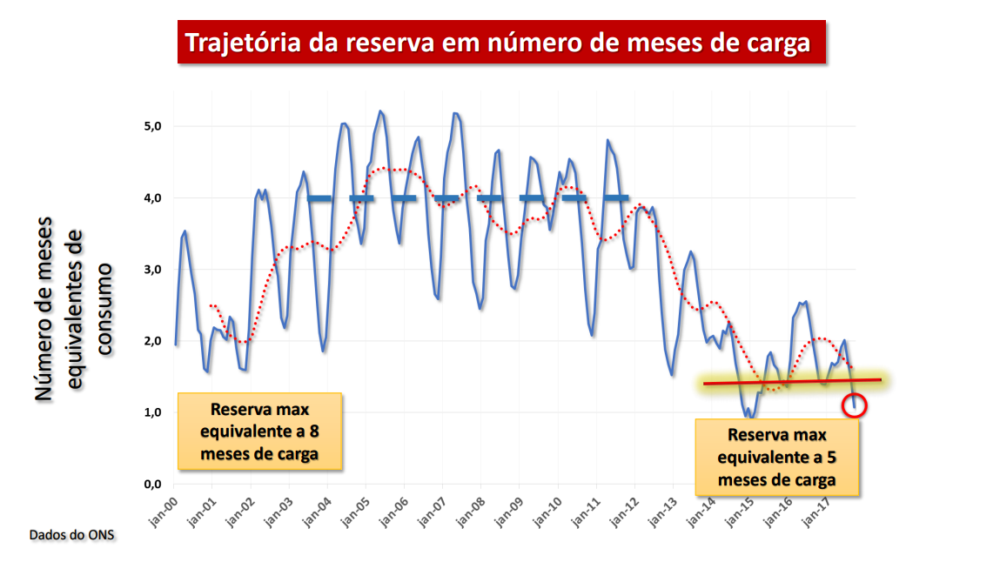 Trajetória da reserva em número de meses de carga
Número de meses
equivalentes de
consumo
5,0
4,0
3,0
2,0
1,0
0,0
Reserva max
equivalente a 8
meses de carga
Reserva max
equivalente a 5
meses de carga
jan-00
jan-01
jan-02
jan-03
jan-04
jan-05
jan-06
jan-07
jan-08
jan-09
jan-10
jan-11
jan-12
jan-13
jan-14
jan-15
jan-16
jan-17
Dados do ONS